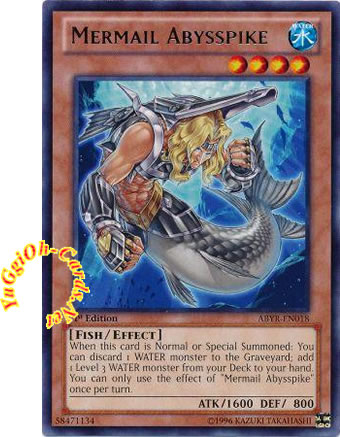 MERMAIL ABYSSPIKE
WATER
水
YuGgiOh-Cards.Net
1st Edition
ABYR-EN018
[FISH/EFFECT]
When this card is Normal or Special Summoned: You
can discard 1 WATER monster to the Graveyard; add
1 Level 3 WATER monster from your Deck to your hand.
You can only use the effect of "Mermail Abysspike"
once per turn.
ATK/1600 DEF/ 800
58471134
©1996 KAZUKI TAKAHASHI